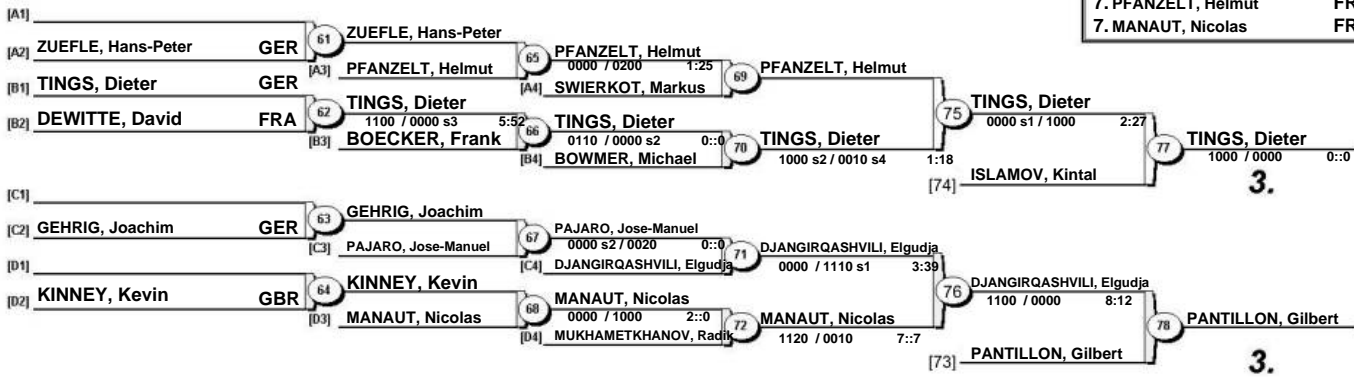 7. PFANZELT, Helmut FR
7. MANAUT, Nicolas FR
[A1]
[A2] ZUEFLE, Hans-Peter GER
61 ZUEFLE, Hans-Peter
[A3] PFANZELT, Helmut
65 PFANZELT, Helmut
0000 / 0200 1:25
[A4] SWIERKOT, Markus
69 PFANZELT, Helmut
[B1] TINGS, Dieter GER
[B2] DEWITTE, David FRA
62 TINGS, Dieter
1100 / 0000 s3 5:52
[B3] BOECKER, Frank
66 TINGS, Dieter
0110 / 0000 s2 0::0
[B4] BOWMER, Michael
70 TINGS, Dieter
1000 s2 / 0010 s4 1:18
75 TINGS, Dieter
0000 s1 / 1000 2:27
[74] ISLAMOV, Kintal
77 TINGS, Dieter
1000 / 0000 0::0
3.
[C1]
[C2] GEHRIG, Joachim GER
63 GEHRIG, Joachim
[C3] PAJARO, Jose-Manuel
67 PAJARO, Jose-Manuel
0000 s2 / 0020 0::0
[C4] DJANGIRQASHVILI, Elgudja
71 DJANGIRQASHVILI, Elgudja
0000 / 1110 s1 3:39
[D1]
[D2] KINNEY, Kevin GBR
64 KINNEY, Kevin
[D3] MANAUT, Nicolas
68 MANAUT, Nicolas
0000 / 1000 2::0
[D4] MUKHAMETKHANOV, Radik
72 MANAUT, Nicolas
1120 / 0010 7::7
76 DJANGIRQASHVILI, Elgudja
1100 / 0000 8:12
[73] PANTILLON, Gilbert
78 PANTILLON, Gilbert
3.